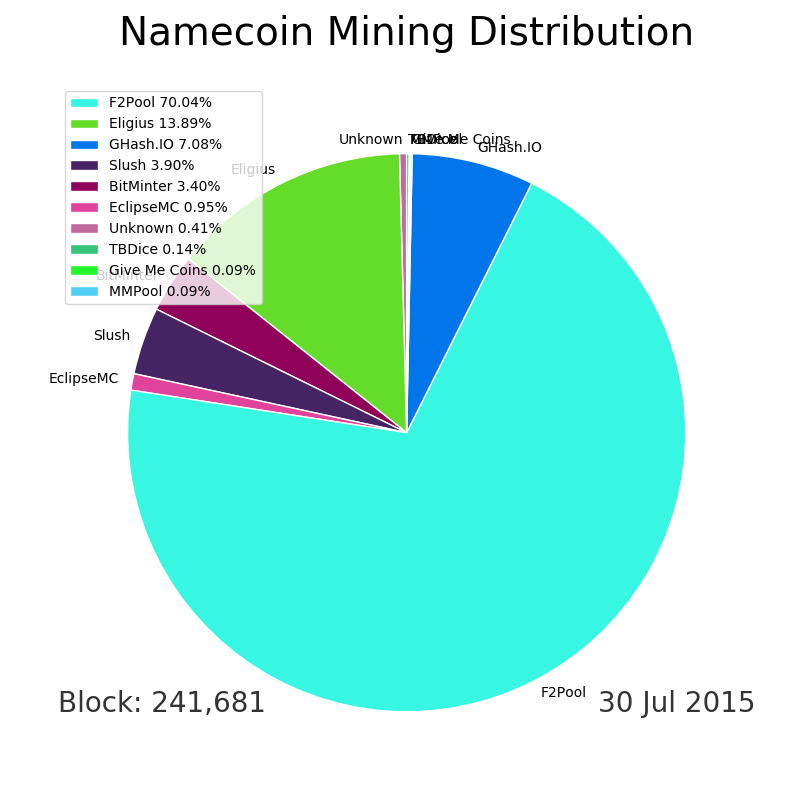 Namecoin Mining Distribution
F2Pool 70.04%
Eligius 13.89%
GHash.IO 7.08%
Slush 3.90%
BitMinter 3.40%
EclipseMC 0.95%
Unknown 0.41%
TBDice 0.14%
Give Me Coins 0.09%
MMPool 0.09%
Unknown
GHash.IO
Eligius
BitMinter
Slush
EclipseMC
F2Pool
Block: 241,681
30 Jul 2015